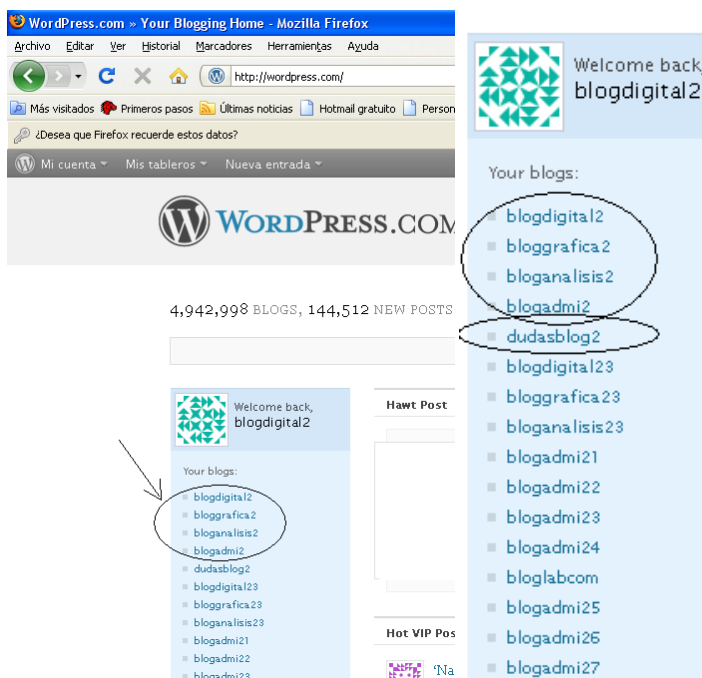 WordPress.com » Your Blogging Home - Mozilla Firefox
Archivo Editar Ver Historial Marcadores Herramientas Ayuda
http://wordpress.com/
Más visitados Primeros pasos Últimas noticias Hotmail gratuito Person
¿Desea que Firefox recuerde estos datos?
Mi cuenta Mis tableros Nueva entrada
WORDPRESS.COM
4,942,998 BLOGS, 144,512 NEW POSTS
Welcome back,
blogdigital2
Your blogs:
blogdigital2
bloggrafica2
bloganalisis2
blogadmi2
dudasblog2
blogdigital23
bloggrafica23
bloganalisis23
blogadmi21
blogadmi22
blogadmi23
Hawt Post
Hot VIP Pos
'Na
Welcome back,
blogdigital2
Your blogs:
blogdigital2
bloggrafica2
bloganalisis2
blogadmi2
dudasblog2
blogdigital23
bloggrafica23
bloganalisis23
blogadmi21
blogadmi22
blogadmi23
blogadmi24
bloglabcom
blogadmi25
blogadmi26
blogadmi27